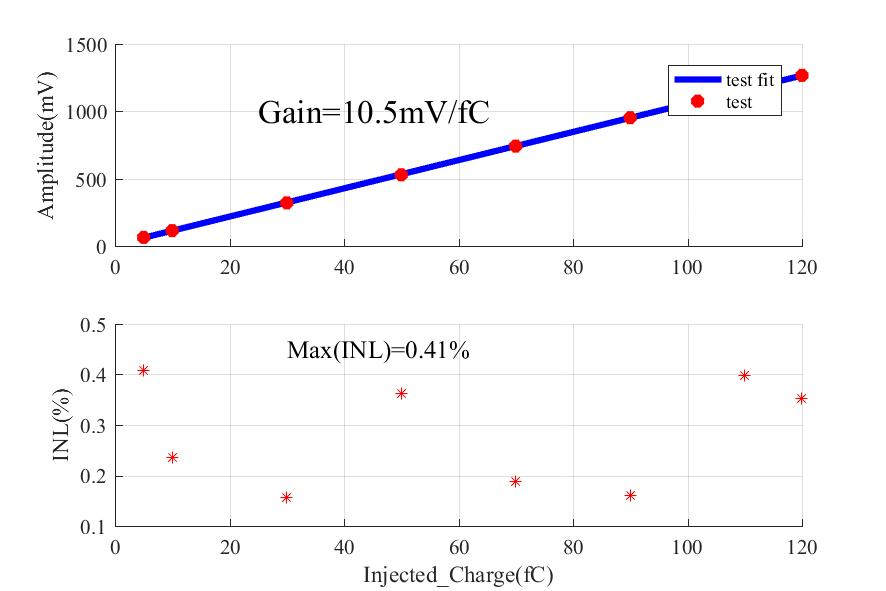 1500
1000
500
0
Amplitude(mV)
Gain=10.5mV/fC
test fit
test
0 20 40 60 80 100 120
0.5
0.4
0.3
0.2
0.1
INL(%)
Max(INL)=0.41%
0 20 40 60 80 100 120
Injected_Charge(fC)